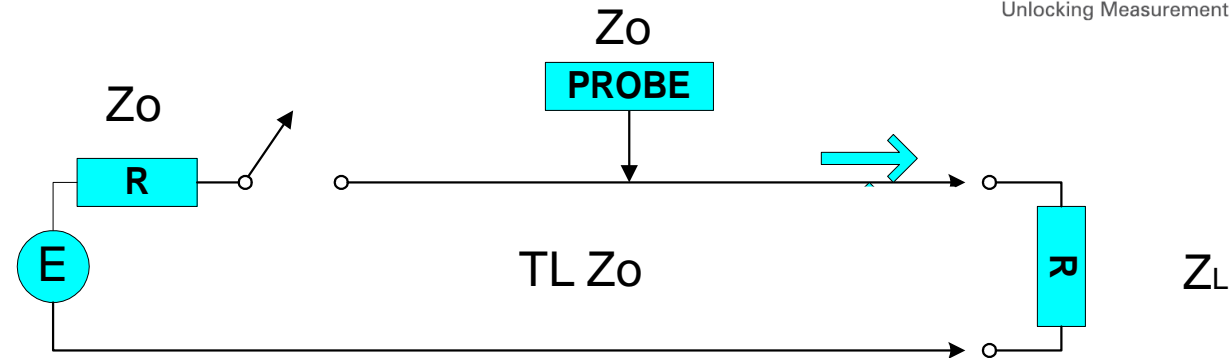 Unlocking Measurement
Zo
PROBE
Zo
R
E
TL Zo
R
ZL